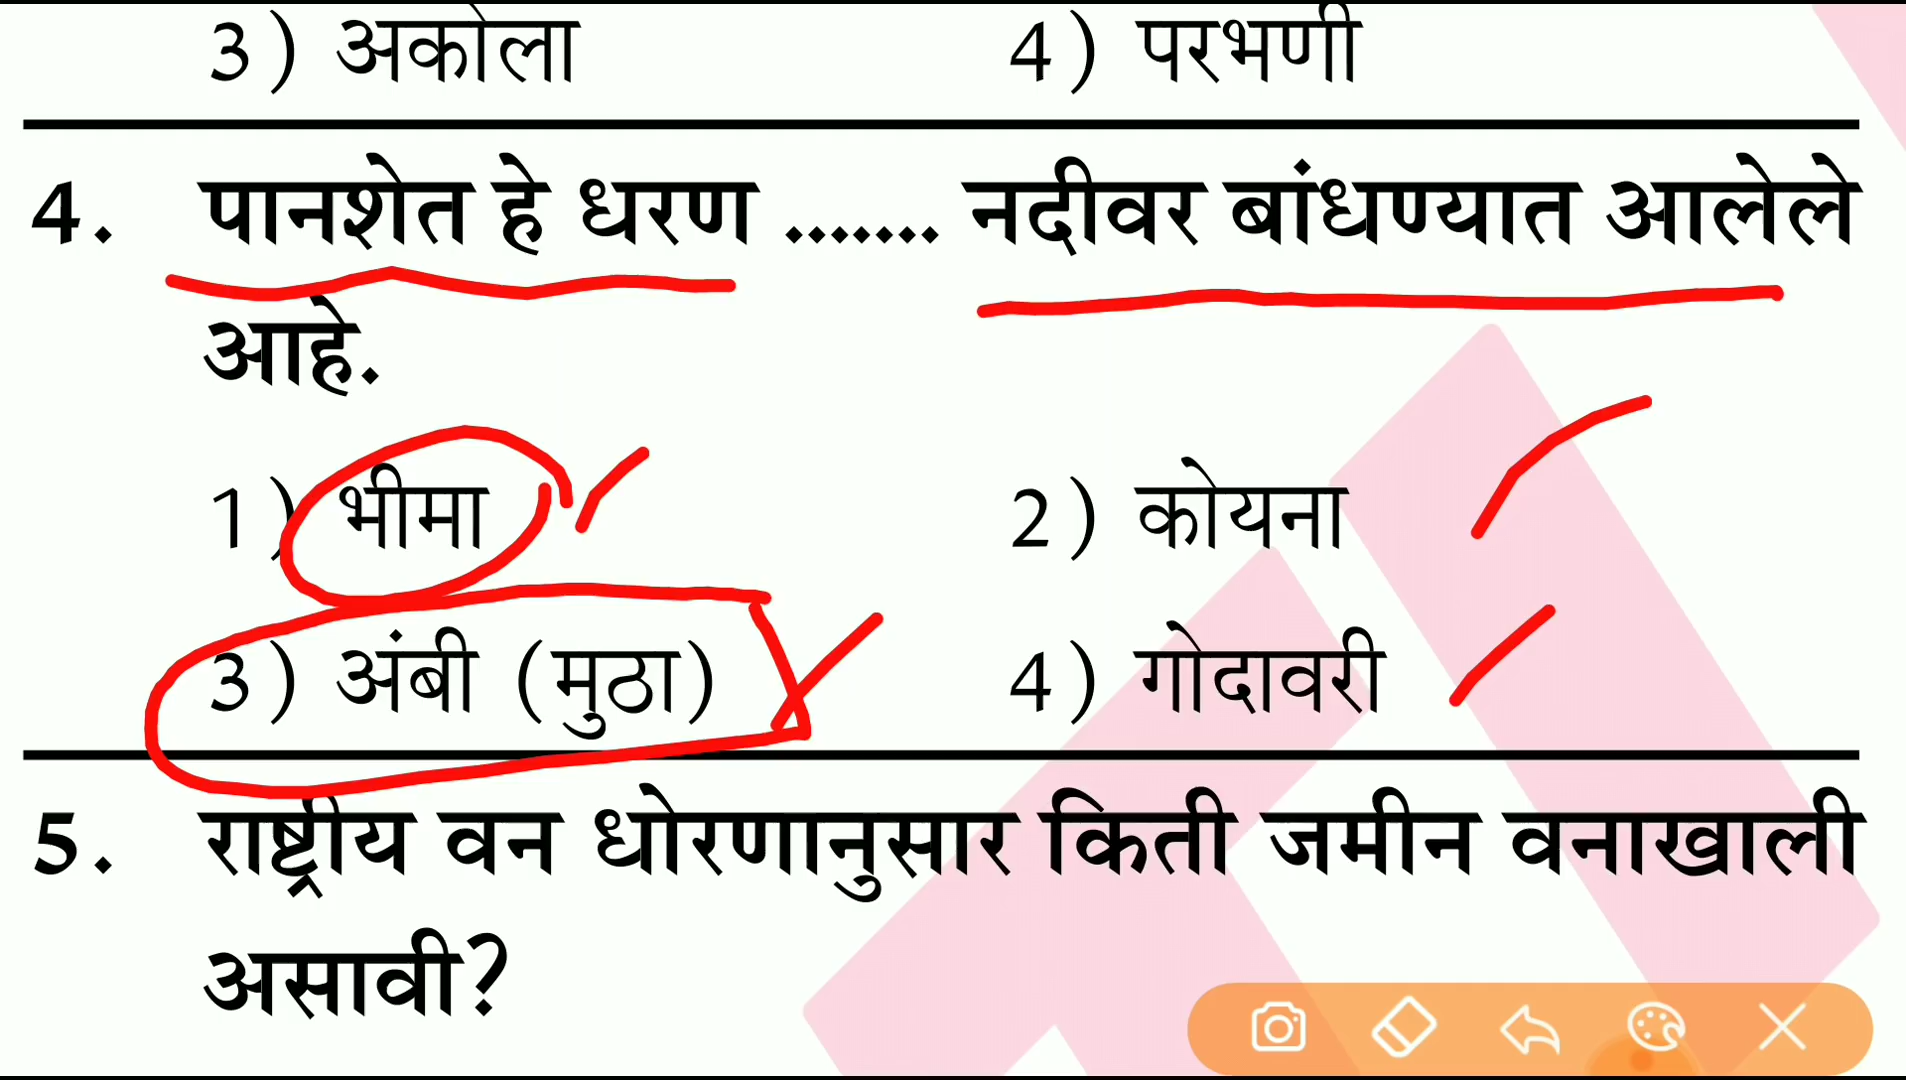 3) अकोला 4) परभणी
4. पानशेत हे धरण ....... नदीवर बांधण्यात आलेले
आहे.
1) भीमा 2) कोयना
3) अंबी (मुठा) 4) गोदावरी
5. राष्ट्रीय वन धोरणानुसार किती जमीन वनाखाली
असावी?